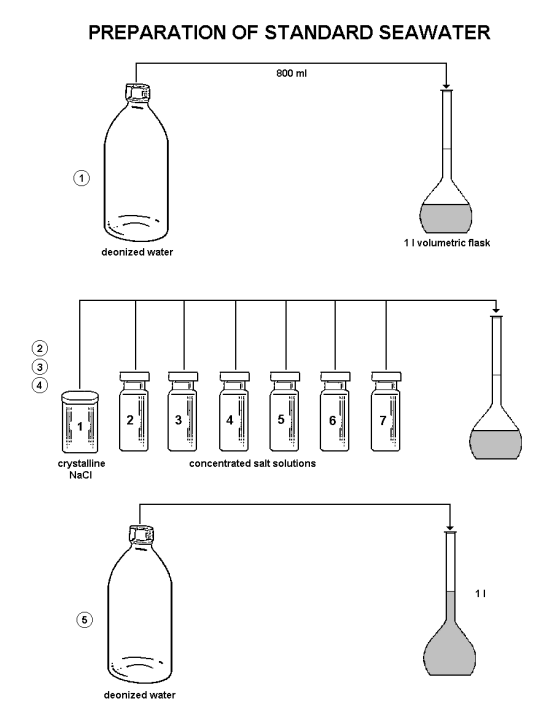 PREPARATION OF STANDARD SEAWATER
800 ml
1
deonized water
1 l volumetric flask
2
3
4
1 2 3 4 5 6 7
crystalline
NaCl
concentrated salt solutions
5
1 l
deonized water